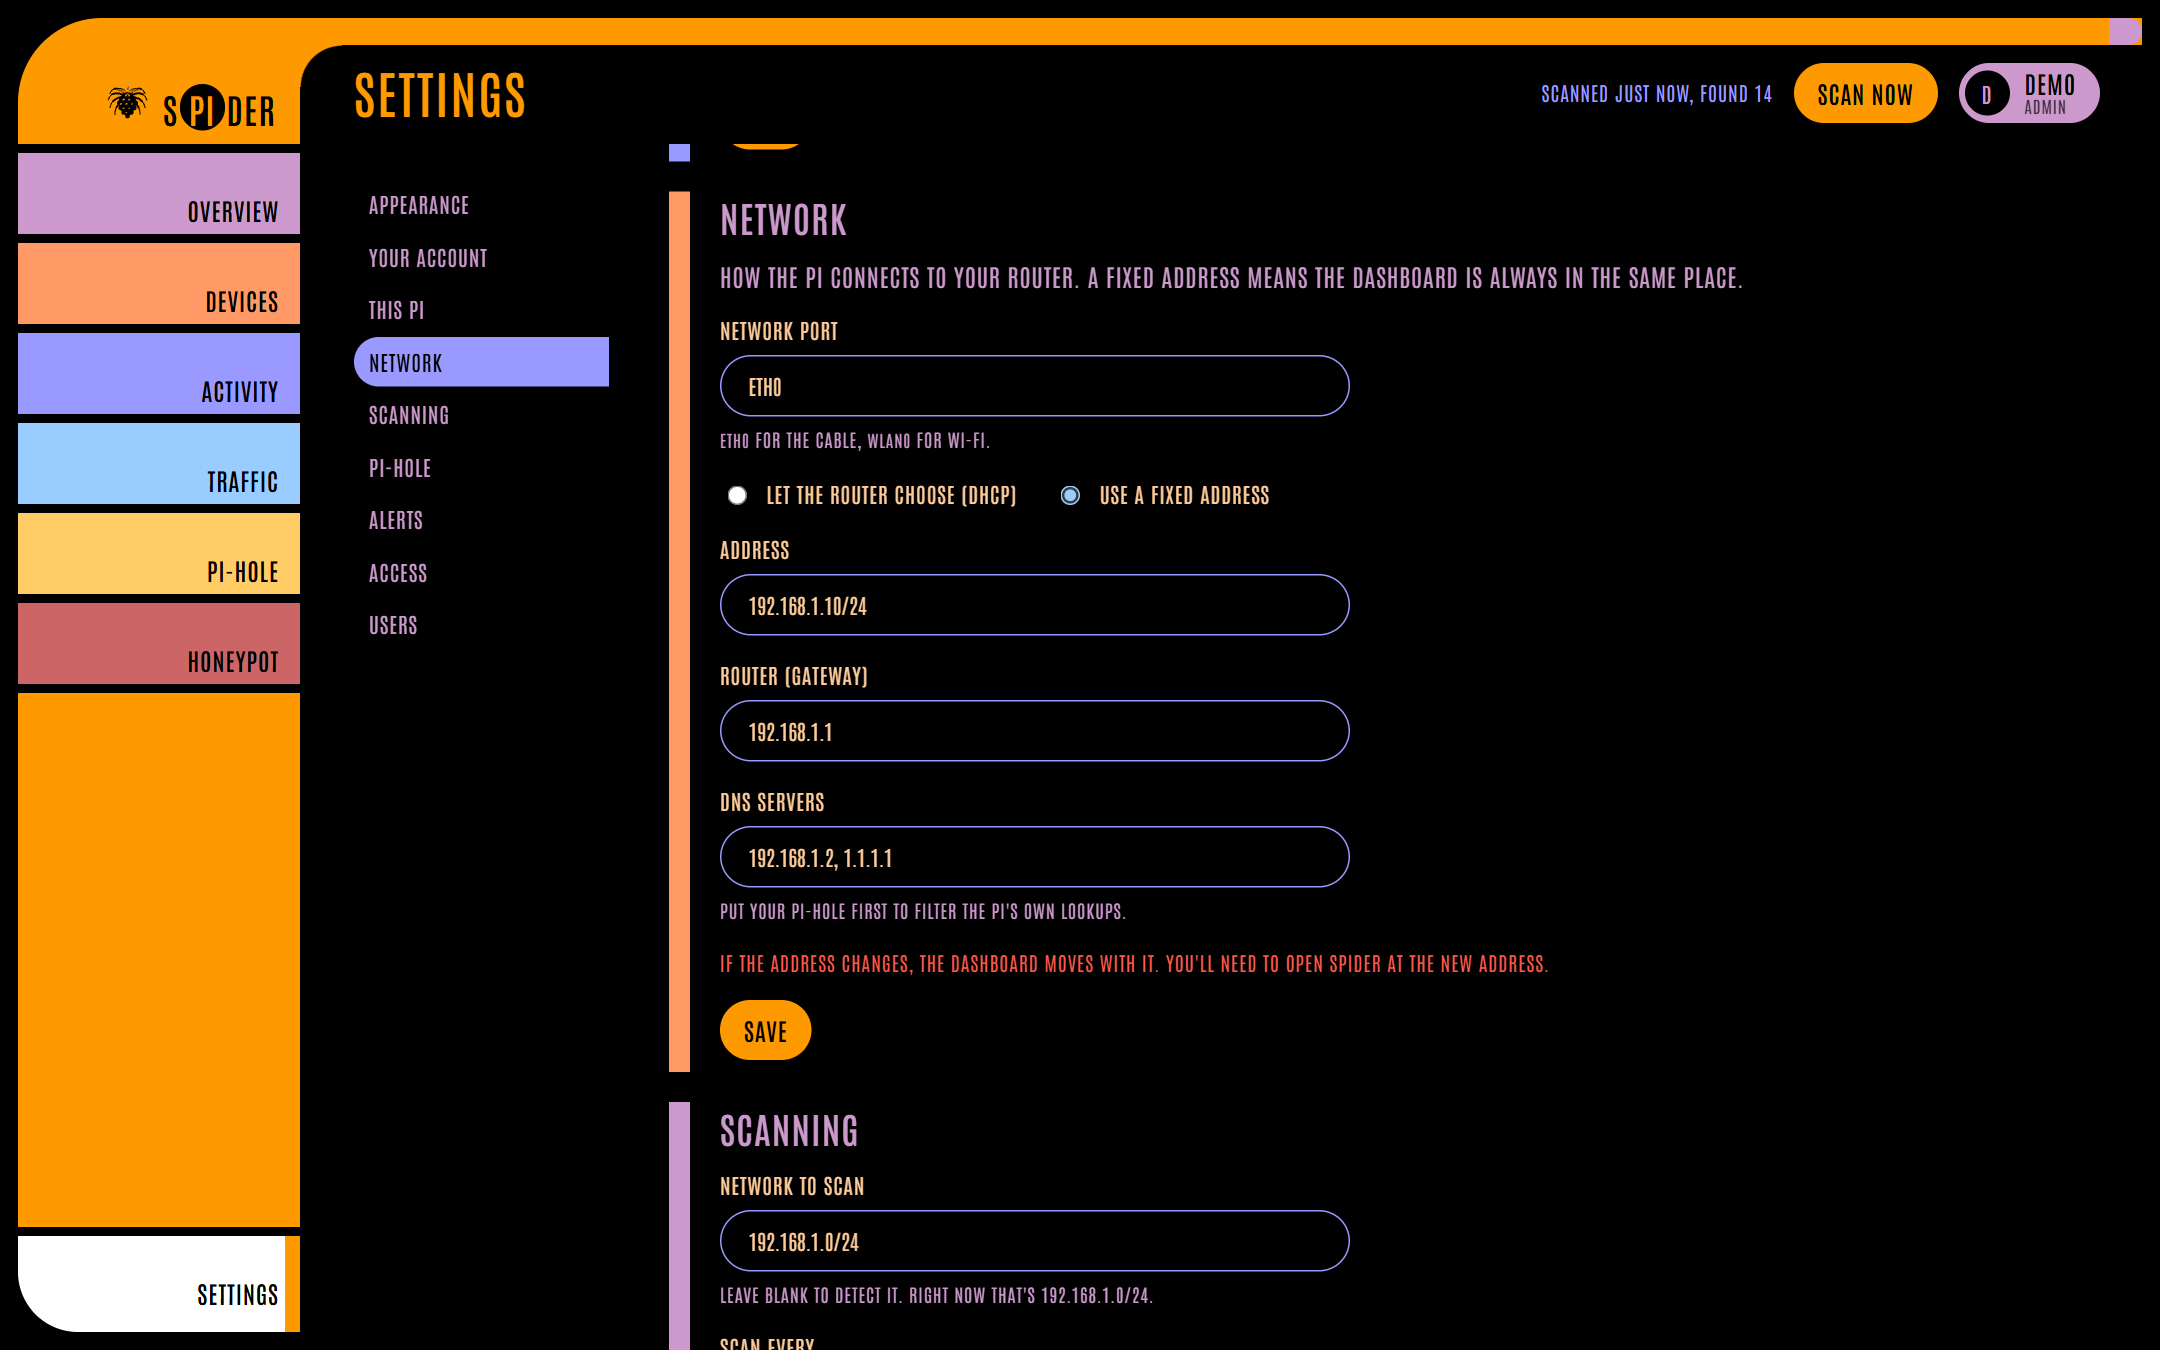 SPIDER
SETTINGS
SCANNED JUST NOW, FOUND 14
SCAN NOW
D
DEMO
ADMIN
OVERVIEW
DEVICES
ACTIVITY
TRAFFIC
PI-HOLE
HONEYPOT
SETTINGS
APPEARANCE
YOUR ACCOUNT
THIS PI
NETWORK
SCANNING
PI-HOLE
ALERTS
ACCESS
USERS
NETWORK
HOW THE PI CONNECTS TO YOUR ROUTER. A FIXED ADDRESS MEANS THE DASHBOARD IS ALWAYS IN THE SAME PLACE.
NETWORK PORT
ETH0
ETH0 FOR THE CABLE, WLAN0 FOR WI-FI.
LET THE ROUTER CHOOSE (DHCP)
USE A FIXED ADDRESS
ADDRESS
192.168.1.10/24
ROUTER (GATEWAY)
192.168.1.1
DNS SERVERS
192.168.1.2, 1.1.1.1
PUT YOUR PI-HOLE FIRST TO FILTER THE PI'S OWN LOOKUPS.
IF THE ADDRESS CHANGES, THE DASHBOARD MOVES WITH IT. YOU'LL NEED TO OPEN SPIDER AT THE NEW ADDRESS.
SAVE
SCANNING
NETWORK TO SCAN
192.168.1.0/24
LEAVE BLANK TO DETECT IT. RIGHT NOW THAT'S 192.168.1.0/24.
SCAN EVERY